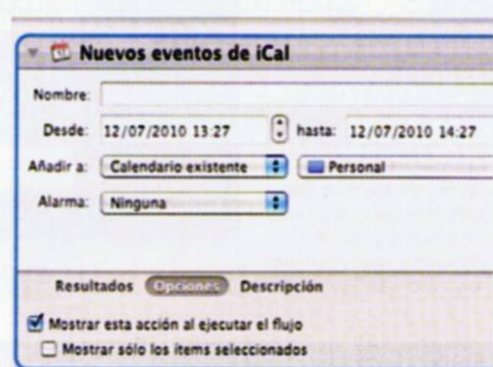 Nuevos eventos de iCal
Nombre:
Desde: 12/07/2010 13:27 hasta: 12/07/2010 14:27
Añadir a: Calendario existente Personal
Alarma: Ninguna
Resultados Opciones Descripción
Mostrar esta acción al ejecutar el flujo
Mostrar sólo los ítems seleccionados